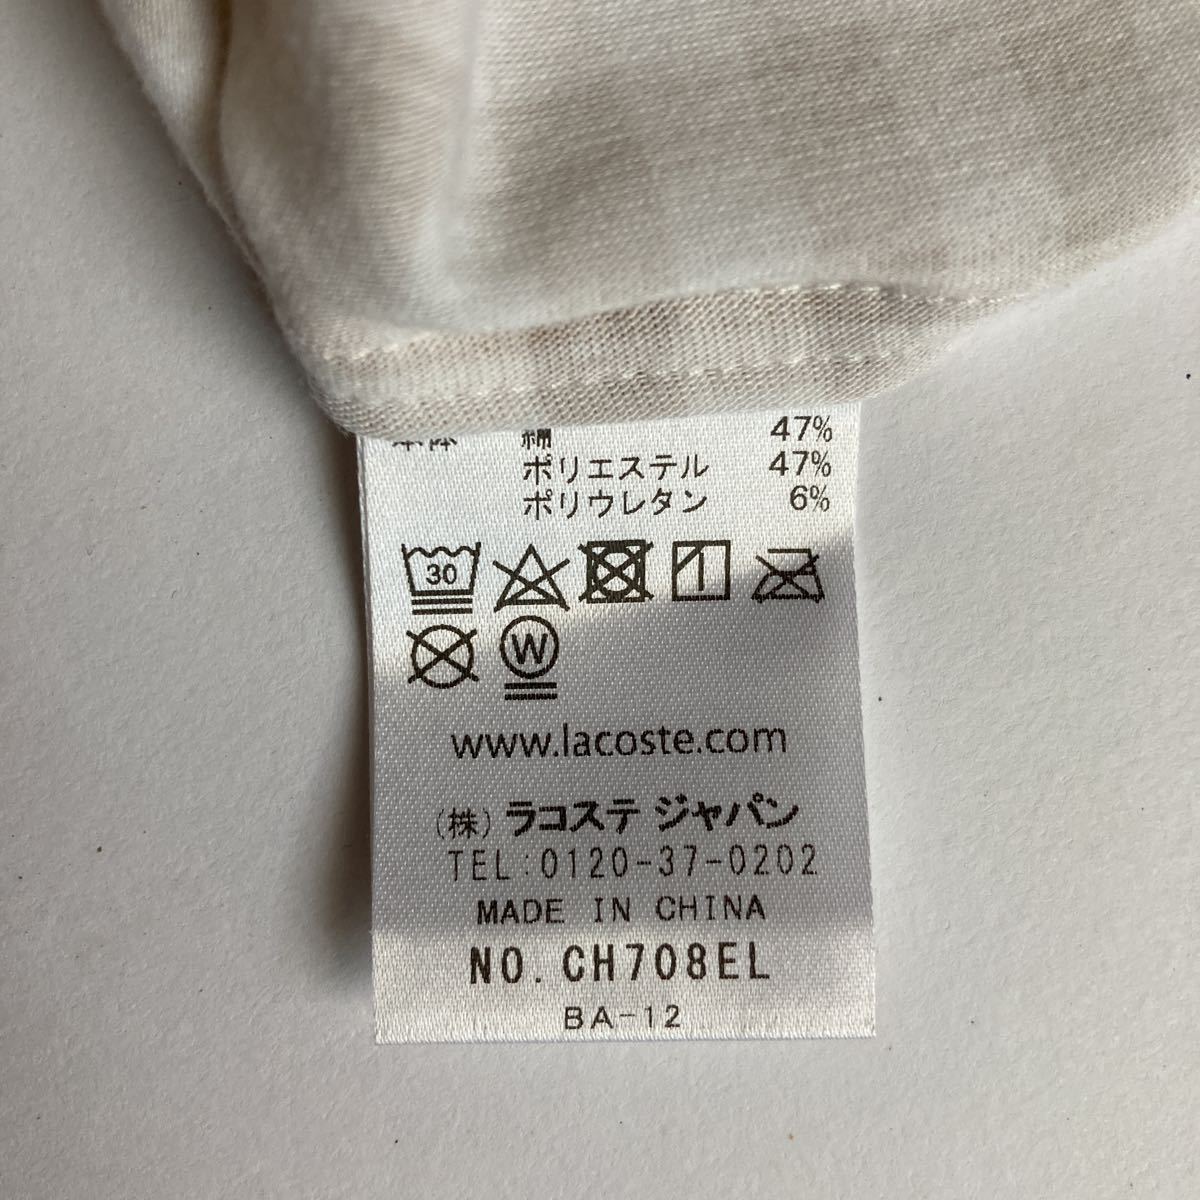 本体 綿 47%
ポリエステル 47%
ポリウレタン 6%
30
W
www.lacoste.com
(株) ラコステ ジャパン
TEL:0120-37-0202
MADE IN CHINA
NO. CH708EL
BA-12